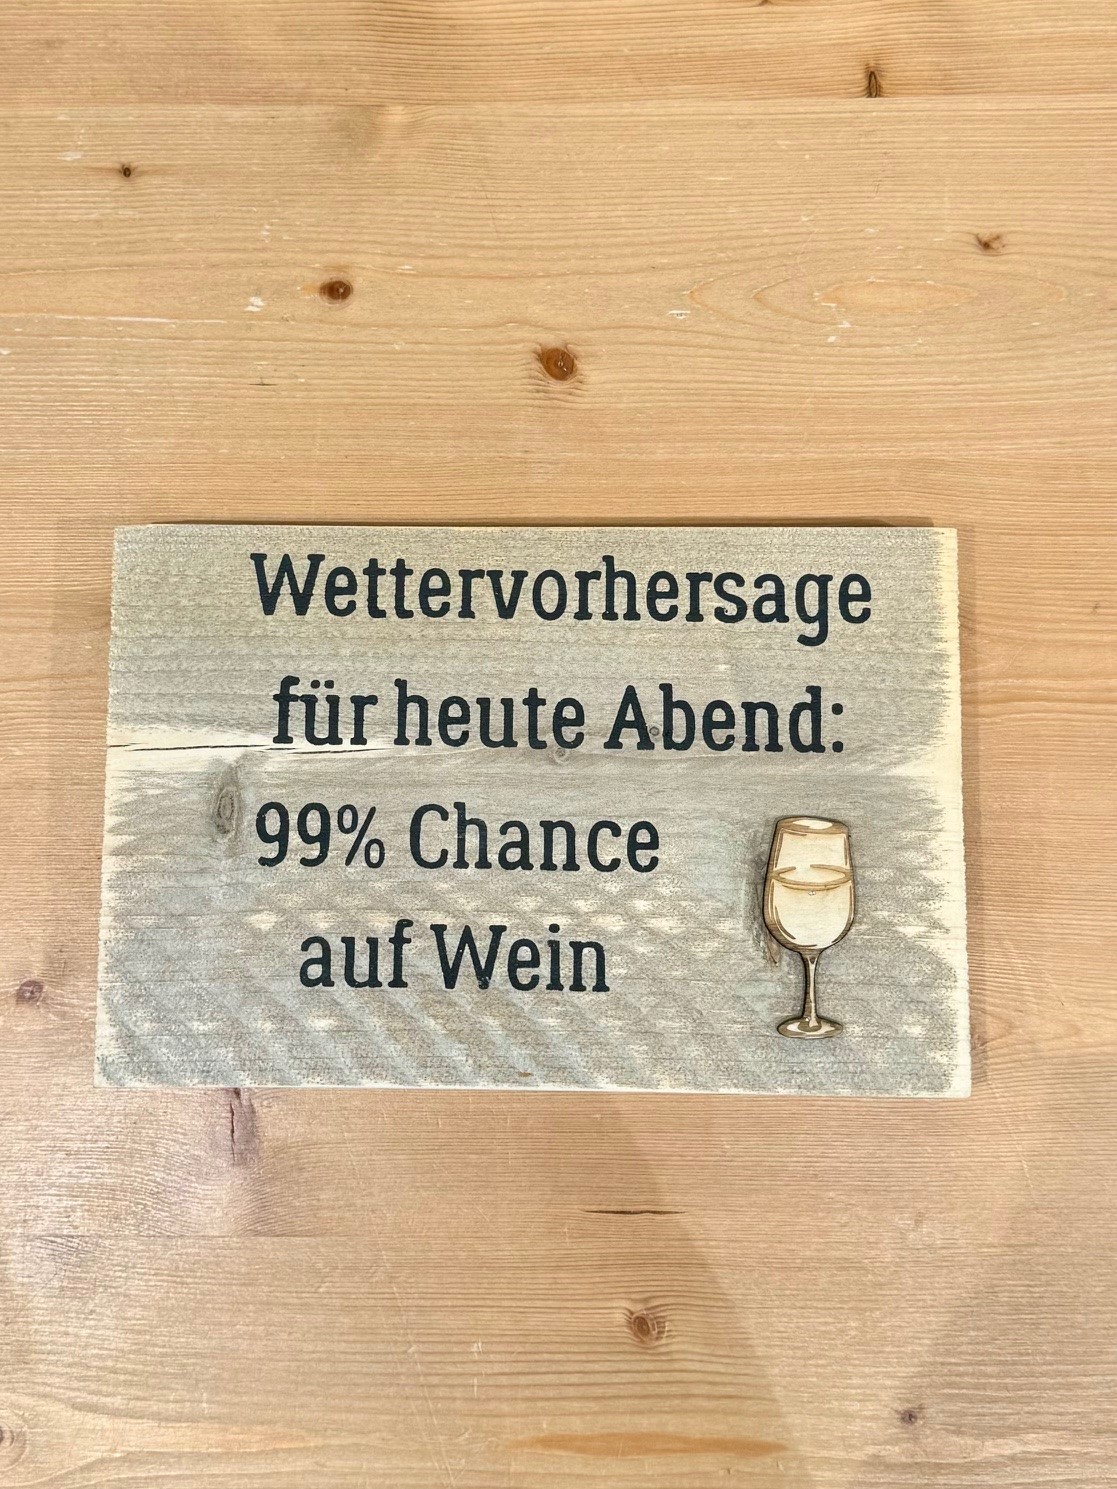 Wettervorhersage
für heute Abend:
99% Chance
auf Wein